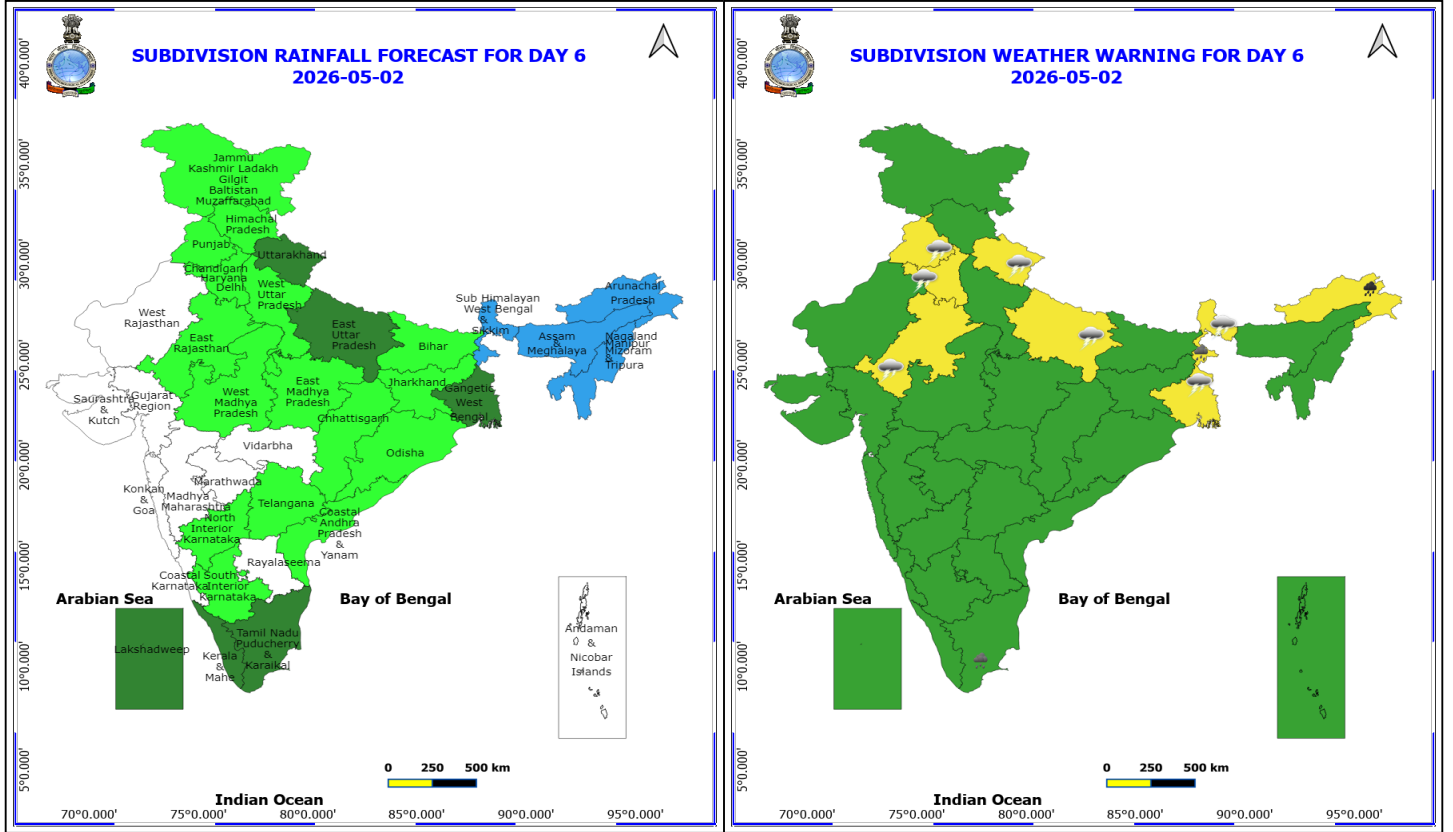 SUBDIVISION RAINFALL FORECAST FOR DAY 6
2026-05-02
40°0.000'
35°0.000'
30°0.000'
25°0.000'
20°0.000'
15°0.000'
10°0.000'
5°0.000'
Jammu
Kashmir Ladakh
Gilgit
Baltistan
Muzaffarabad
Himachal
Pradesh
Punjab
Uttarakhand
Chandigarh
Haryana
Delhi
West
Uttar
Pradesh
West
Rajasthan
East
Rajasthan
East
Uttar
Pradesh
Bihar
Sub Himalayan
West Bengal
&
Sikkim
Arunachal
Pradesh
Assam
&
Meghalaya
Nagaland
Manipur
Mizoram
&
Tripura
Saurashtra
&
Kutch
Gujarat
Region
West
Madhya
Pradesh
East
Madhya
Pradesh
Jharkhand
Gangetic
West
Bengal
Chhattisgarh
Odisha
Vidarbha
Marathwada
Madhya
Maharashtra
Konkan
&
Goa
North
Interior
Karnataka
Telangana
Coastal
Andhra
Pradesh
&
Yanam
Rayalaseema
Coastal
Karnataka
South
Interior
Karnataka
Tamil Nadu
Puducherry
&
Karaikal
Kerala
&
Mahe
Lakshadweep
Andaman
&
Nicobar
Islands
Arabian Sea
Bay of Bengal
Indian Ocean
0 250 500 km
70°0.000' 75°0.000' 80°0.000' 85°0.000' 90°0.000' 95°0.000'
SUBDIVISION WEATHER WARNING FOR DAY 6
2026-05-02
40°0.000'
35°0.000'
30°0.000'
25°0.000'
20°0.000'
15°0.000'
10°0.000'
5°0.000'
Arabian Sea
Bay of Bengal
Indian Ocean
0 250 500 km
70°0.000' 75°0.000' 80°0.000' 85°0.000' 90°0.000' 95°0.000'